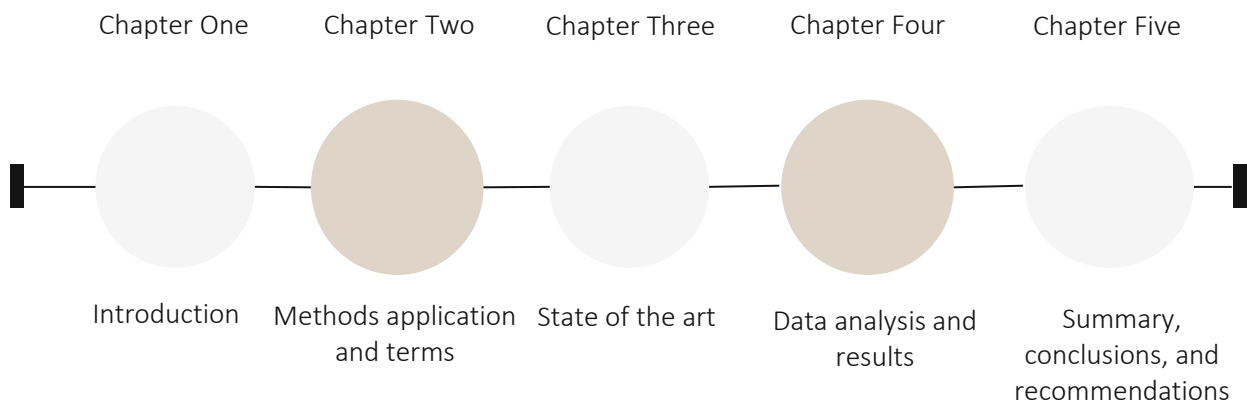 Chapter One
Chapter Two
Chapter Three
Chapter Four
Chapter Five
Introduction
Methods application
and terms
State of the art
Data analysis and
results
Summary,
conclusions, and
recommendations